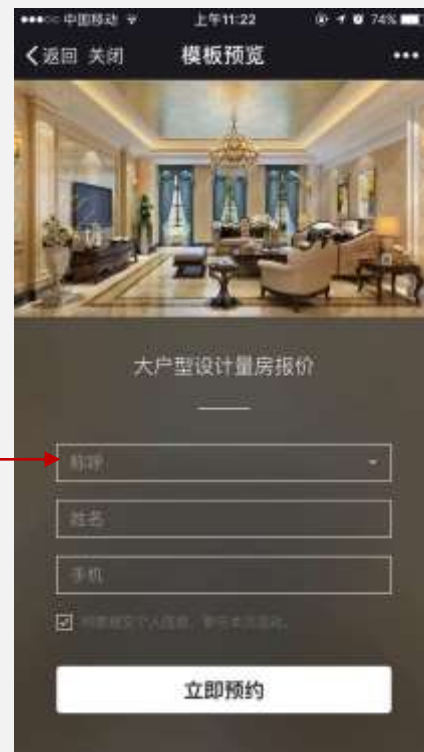 中国移动 上午11:22 74%
返回 关闭 模板预览
大户型设计量房报价
称呼
姓名
手机
立即预约